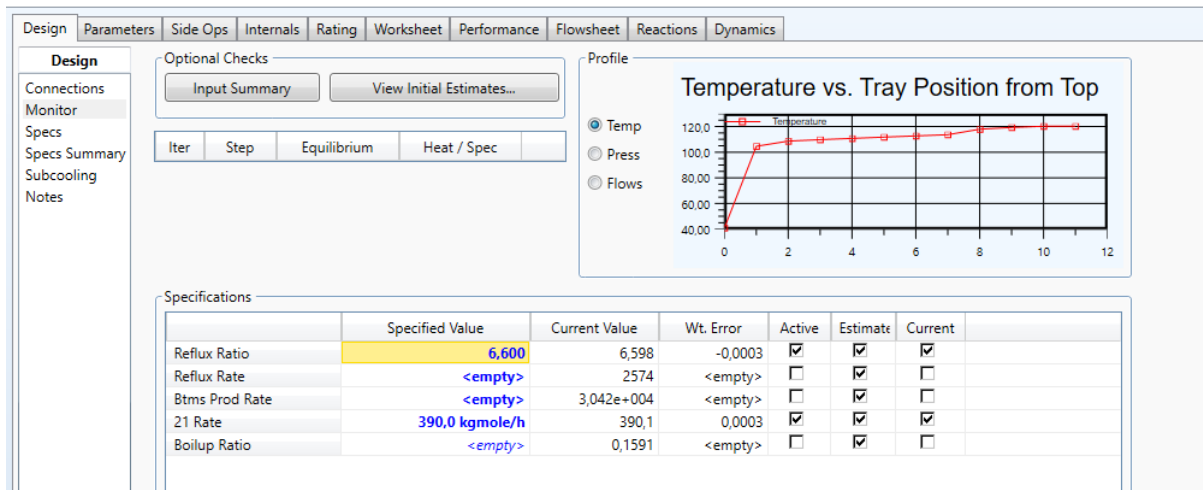 Design Parameters Side Ops Internals Rating Worksheet Performance Flowsheet Reactions Dynamics
Design
Connections
Monitor
Specs
Specs Summary
Subcooling
Notes
Optional Checks
Input Summary View Initial Estimates...
Iter Step Equilibrium Heat / Spec
Profile
Temp
Press
Flows
Temperature vs. Tray Position from Top
Temperature
120,0
100,0
80,00
60,00
40,00
0 2 4 6 8 10 12
Specifications
Specified Value Current Value Wt. Error Active Estimate Current
Reflux Ratio 6,600 6,598 -0,0003
Reflux Rate <empty> 2574 <empty>
Btms Prod Rate <empty> 3,042e+004 <empty>
21 Rate 390,0 kgmole/h 390,1 0,0003
Boilup Ratio <empty> 0,1591 <empty>